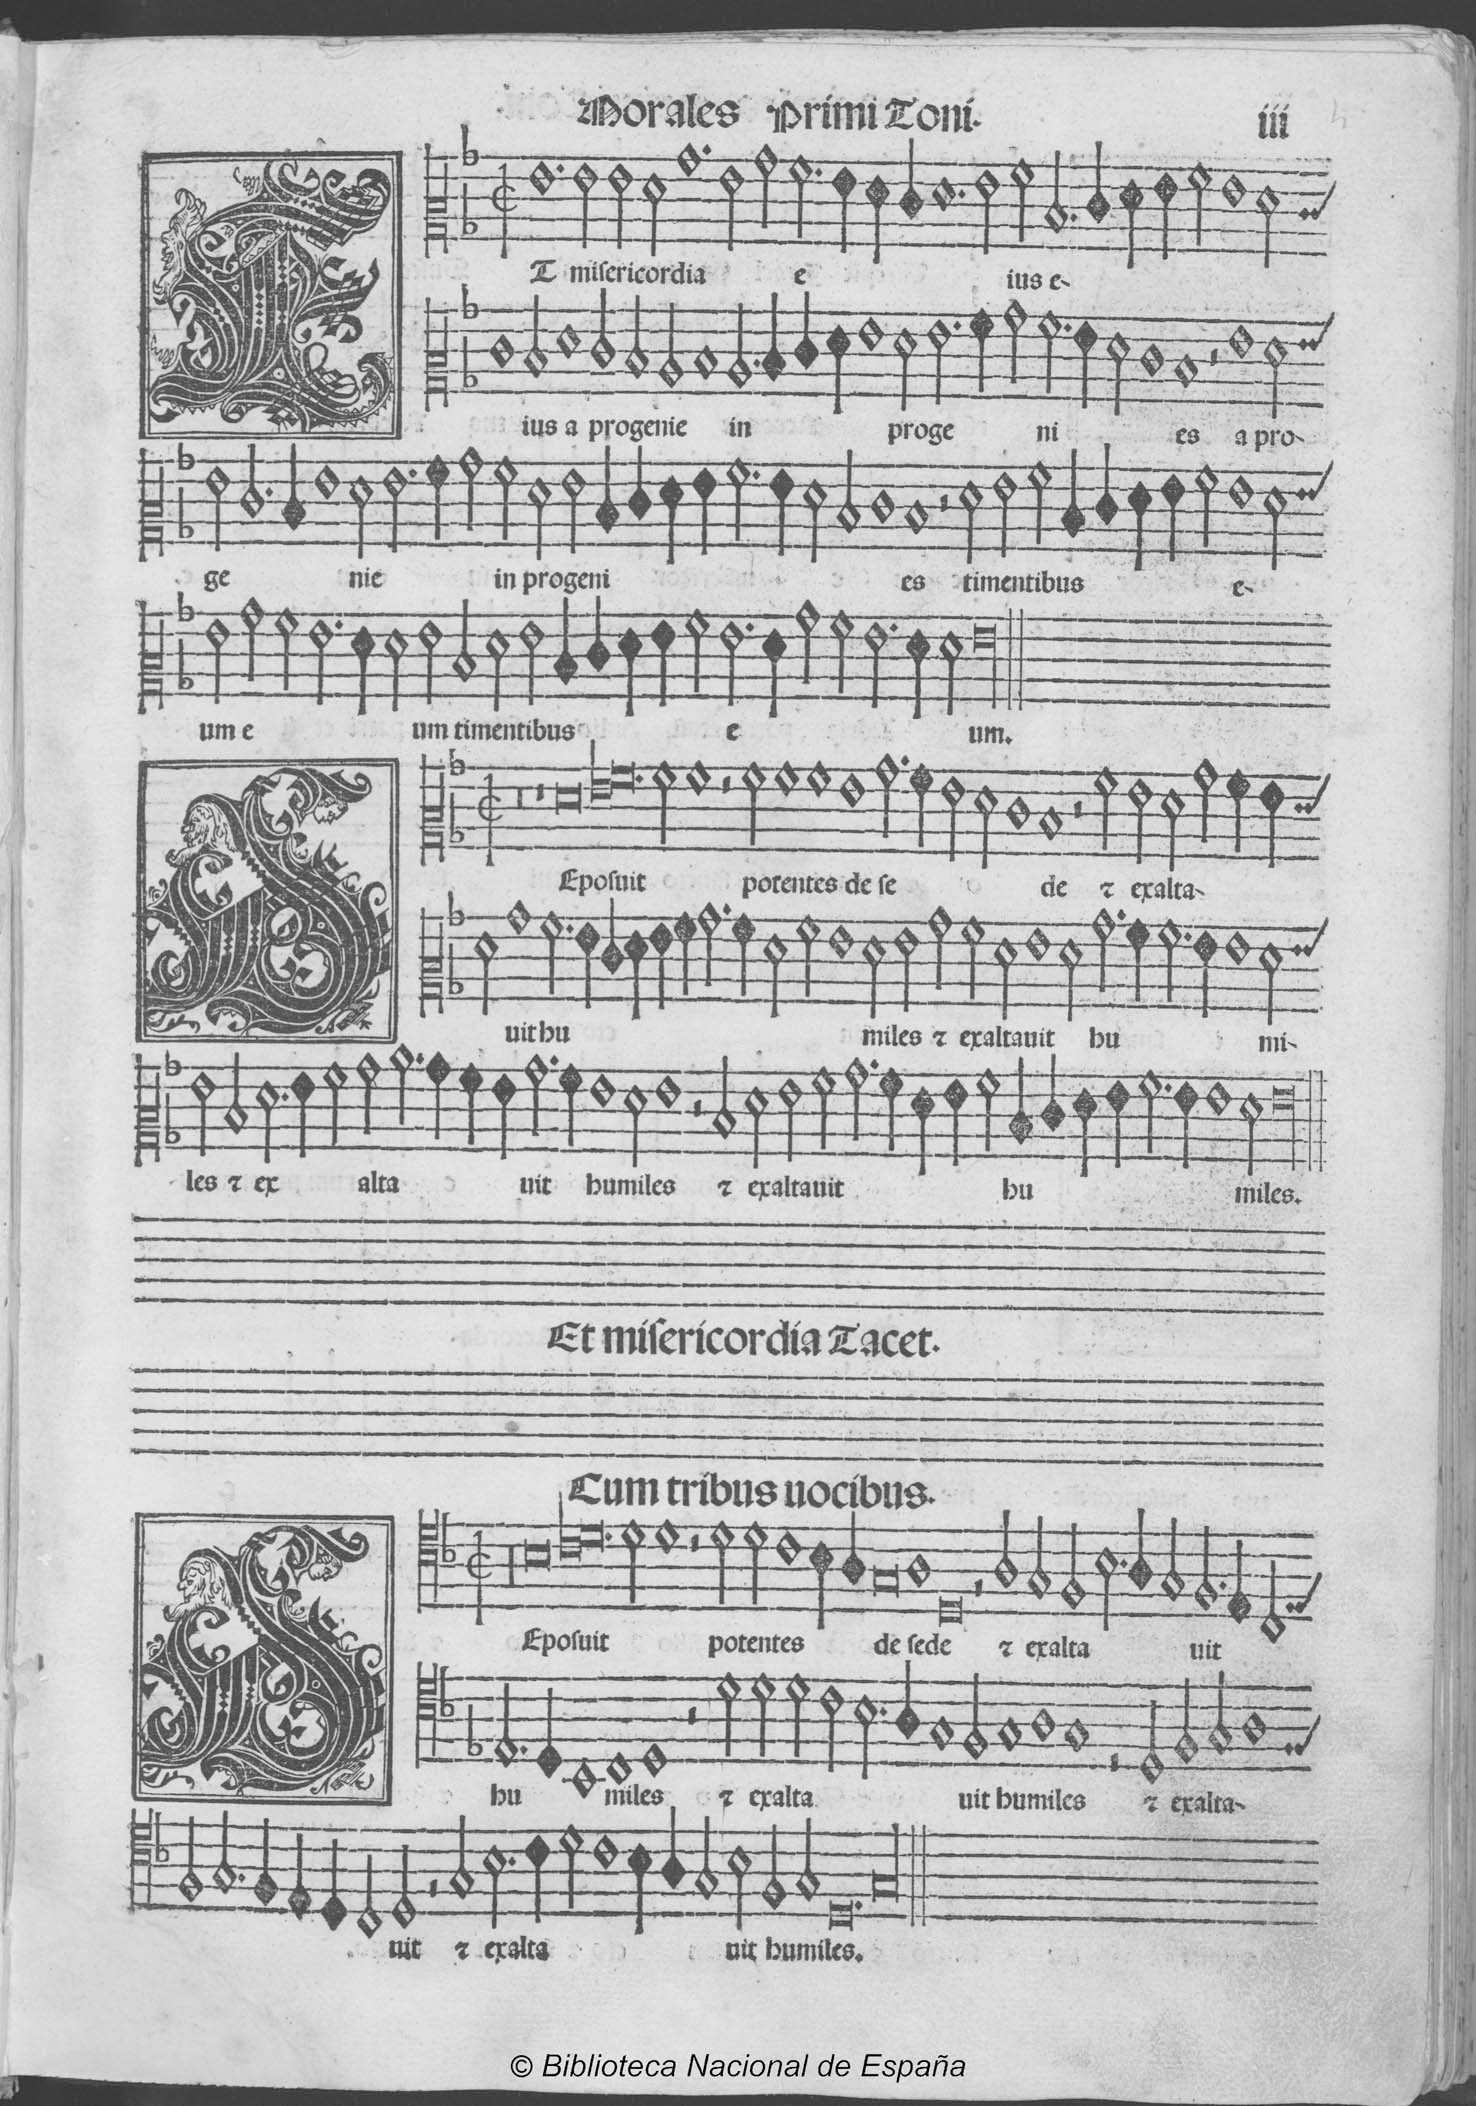 Morales Primi Toni. iii
ET misericordia e ius e-
ius a progenie in proge ni es a pro-
ge nie in progeni es timentibus e-
um e um timentibus e um.
DEposuit potentes de se de ⁊ exalta-
uit hu miles ⁊ exaltauit hu mi-
les ⁊ ex alta uit humiles ⁊ exaltauit hu miles.
Et misericordia Tacet.
Cum tribus uocibus.
DEposuit potentes de sede ⁊ exalta uit
hu miles ⁊ exalta uit humiles ⁊ exalta-
uit ⁊ exalta uit humiles.
© Biblioteca Nacional de España